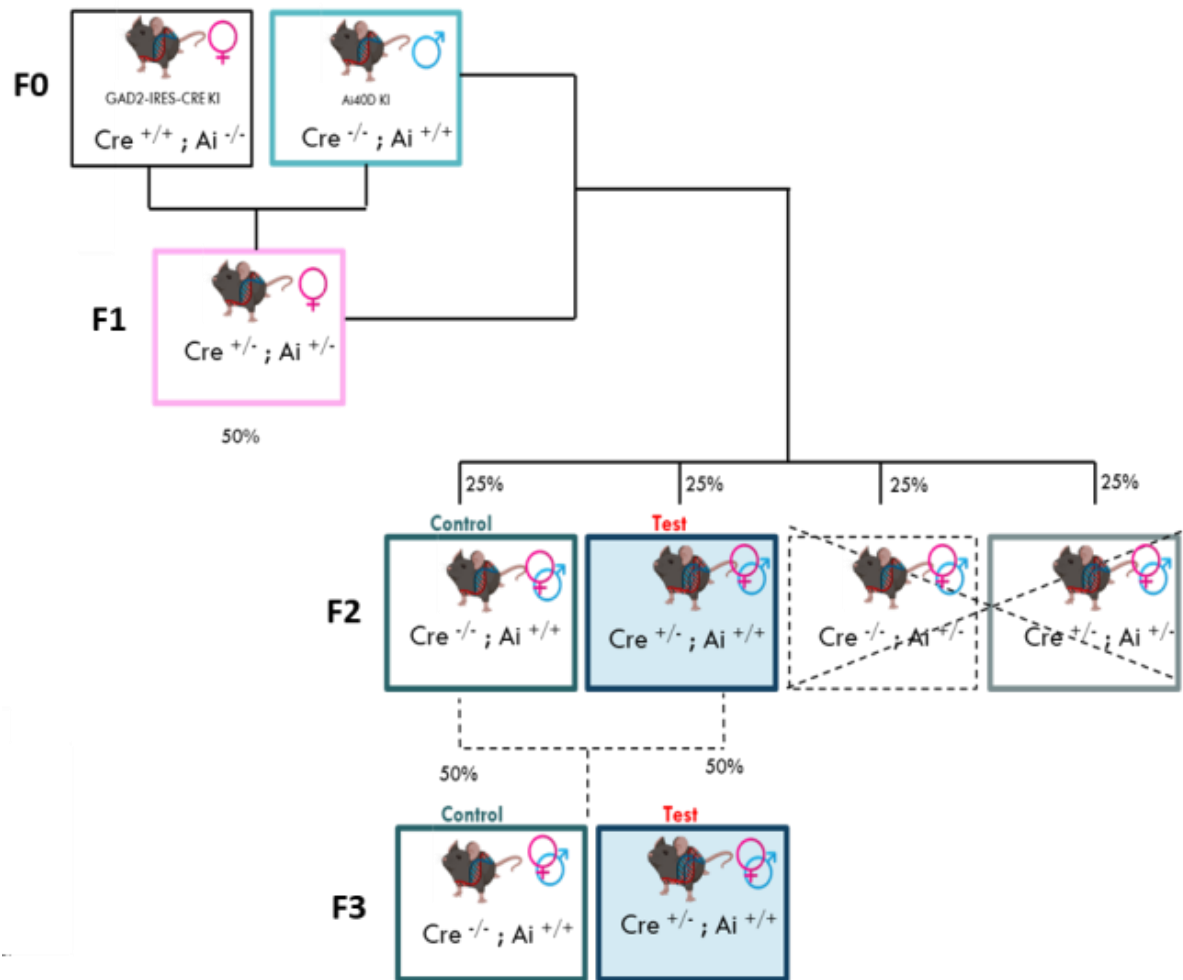 F0
GAD2-IRES-CRE KI
Cre +/+ ; Ai -/-
Ai40D KI
Cre -/- ; Ai +/+
F1
Cre +/- ; Ai +/-
50%
25%
25%
25%
25%
Control
Test
F2
Cre -/- ; Ai +/+
Cre +/- ; Ai +/+
Cre -/- ; Ai +/-
Cre +/- ; Ai +/-
50%
50%
Control
Test
F3
Cre -/- ; Ai +/+
Cre +/- ; Ai +/+